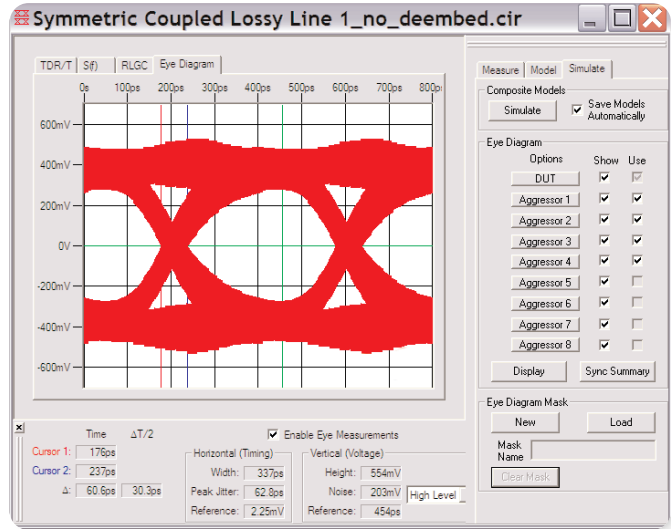 Symmetric Coupled Lossy Line 1_no_deembed.cir
TDR/T S(f) RLGC Eye Diagram
0s 100ps 200ps 300ps 400ps 500ps 600ps 700ps 800p
600mV
400mV
200mV
0V
-200mV
-400mV
-600mV
Measure Model Simulate
Composite Models
Simulate Save Models Automatically
Eye Diagram
Options Show Use
DUT
Aggressor 1
Aggressor 2
Aggressor 3
Aggressor 4
Aggressor 5
Aggressor 6
Aggressor 7
Aggressor 8
Display Sync Summary
Eye Diagram Mask
New Load
Mask Name
Clear Mask
Time ΔT/2
Cursor 1: 176ps
Cursor 2: 237ps
Δ: 60.6ps 30.3ps
Enable Eye Measurements
Horizontal (Timing)
Width: 337ps
Peak Jitter: 62.8ps
Reference: 2.25mV
Vertical (Voltage)
Height: 554mV
Noise: 203mV High Level
Reference: 454ps